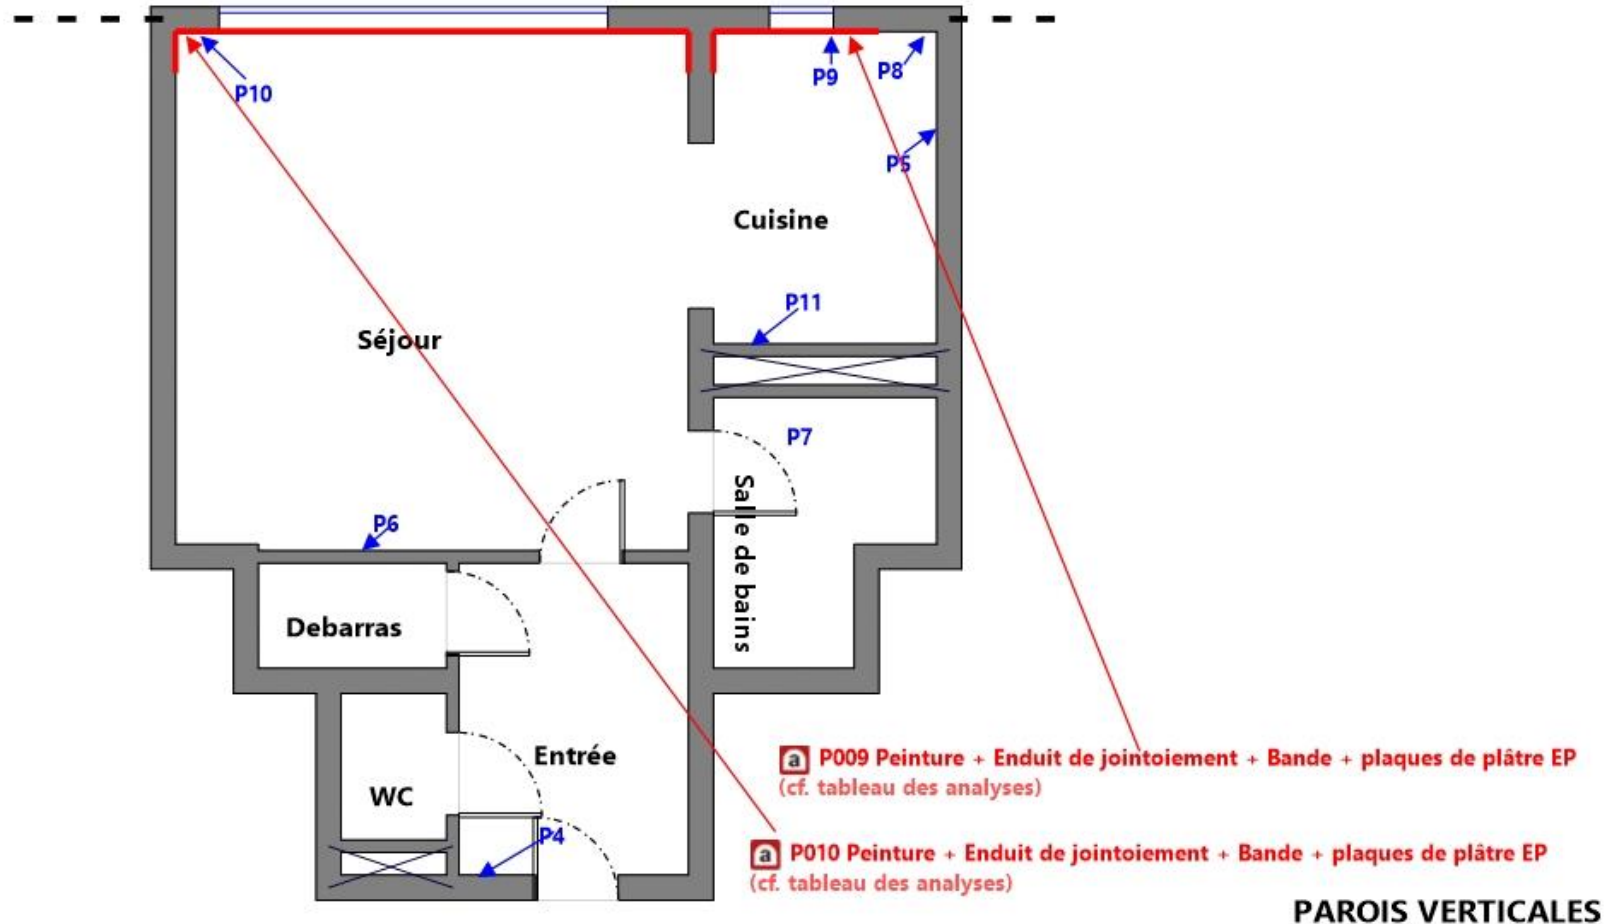 P10
P9
P8
P5
Cuisine
P11
Séjour
P7
Salle de bains
P6
Debarras
Entrée
WC
P4
a P009 Peinture + Enduit de jointoiement + Bande + plaques de plâtre EP
(cf. tableau des analyses)
a P010 Peinture + Enduit de jointoiement + Bande + plaques de plâtre EP
(cf. tableau des analyses)
PAROIS VERTICALES